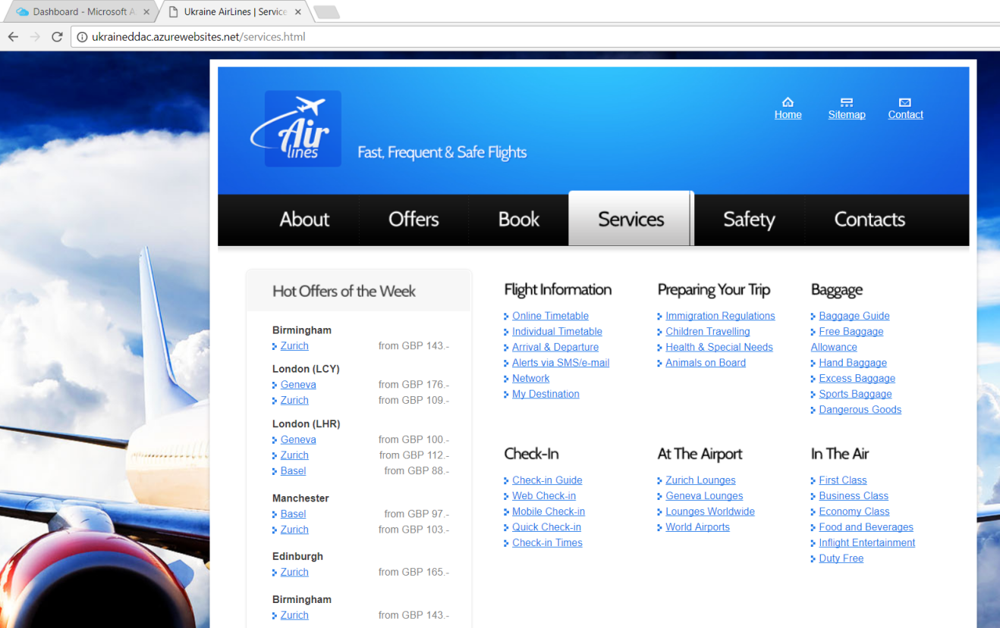 Dashboard - Microsoft A
Ukraine AirLines | Service
ukraineddac.azurewebsites.net/services.html
Air
lines
Fast, Frequent & Safe Flights
Home
Sitemap
Contact
About
Offers
Book
Services
Safety
Contacts
Hot Offers of the Week
Birmingham
Zurich from GBP 143.-
London (LCY)
Geneva from GBP 176.-
Zurich from GBP 109.-
London (LHR)
Geneva from GBP 100.-
Zurich from GBP 112.-
Basel from GBP 88.-
Manchester
Basel from GBP 97.-
Zurich from GBP 103.-
Edinburgh
Zurich from GBP 165.-
Birmingham
Zurich from GBP 143.-
Flight Information
Online Timetable
Individual Timetable
Arrival & Departure
Alerts via SMS/e-mail
Network
My Destination
Preparing Your Trip
Immigration Regulations
Children Travelling
Health & Special Needs
Animals on Board
Baggage
Baggage Guide
Free Baggage
Allowance
Hand Baggage
Excess Baggage
Sports Baggage
Dangerous Goods
Check-In
Check-in Guide
Web Check-in
Mobile Check-in
Quick Check-in
Check-in Times
At The Airport
Zurich Lounges
Geneva Lounges
Lounges Worldwide
World Airports
In The Air
First Class
Business Class
Economy Class
Food and Beverages
Inflight Entertainment
Duty Free